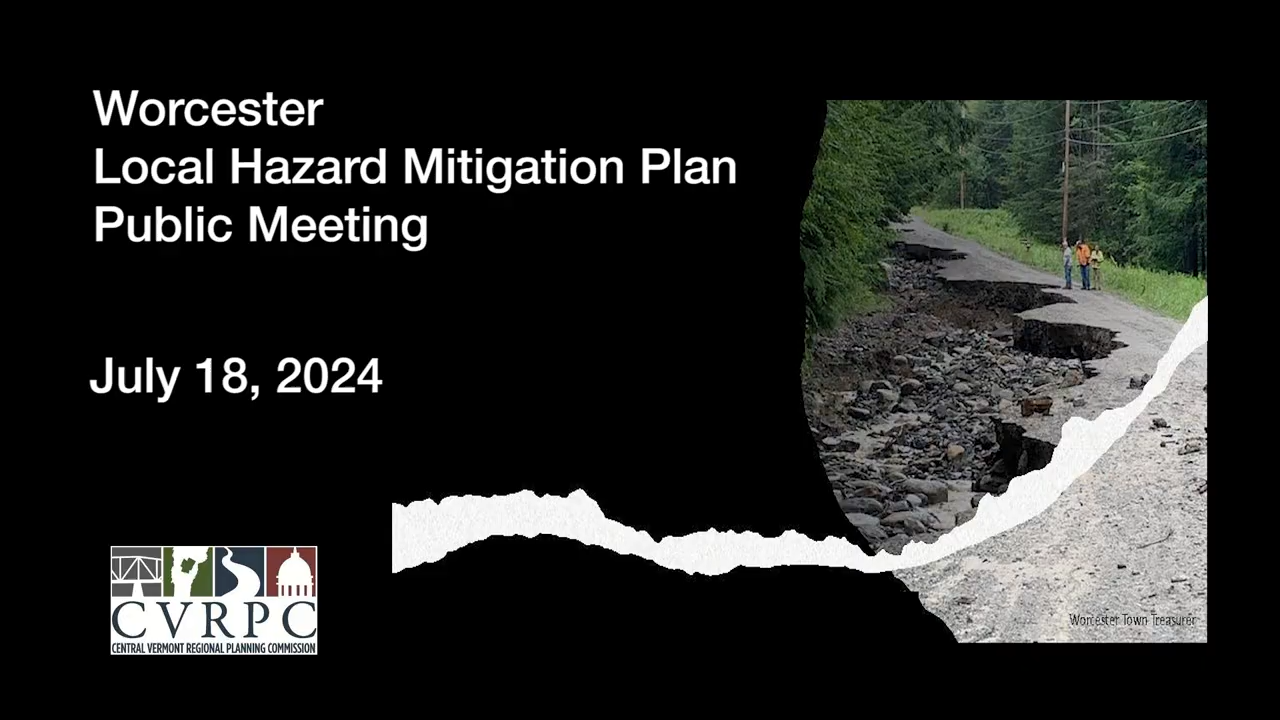 Worcester
Local Hazard Mitigation Plan
Public Meeting
July 18, 2024
CVRPC
CENTRAL VERMONT REGIONAL PLANNING COMMISSION
Worcester Town Treasurer